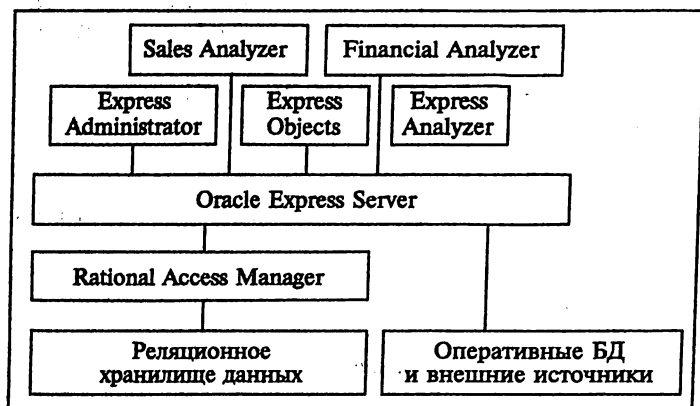 Sales Analyzer
Financial Analyzer
Express
Administrator
Express
Objects
Express
Analyzer
Oracle Express Server
Rational Access Manager
Реляционное
хранилище данных
Оперативные БД
и внешние источники